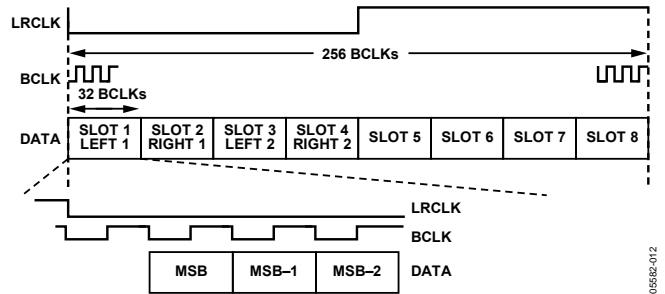 LRCLK
256 BCLKs
BCLK
32 BCLKs
DATA
SLOT 1
LEFT 1
SLOT 2
RIGHT 1
SLOT 3
LEFT 2
SLOT 4
RIGHT 2
SLOT 5
SLOT 6
SLOT 7
SLOT 8
LRCLK
BCLK
MSB
MSB–1
MSB–2
DATA
05582-012